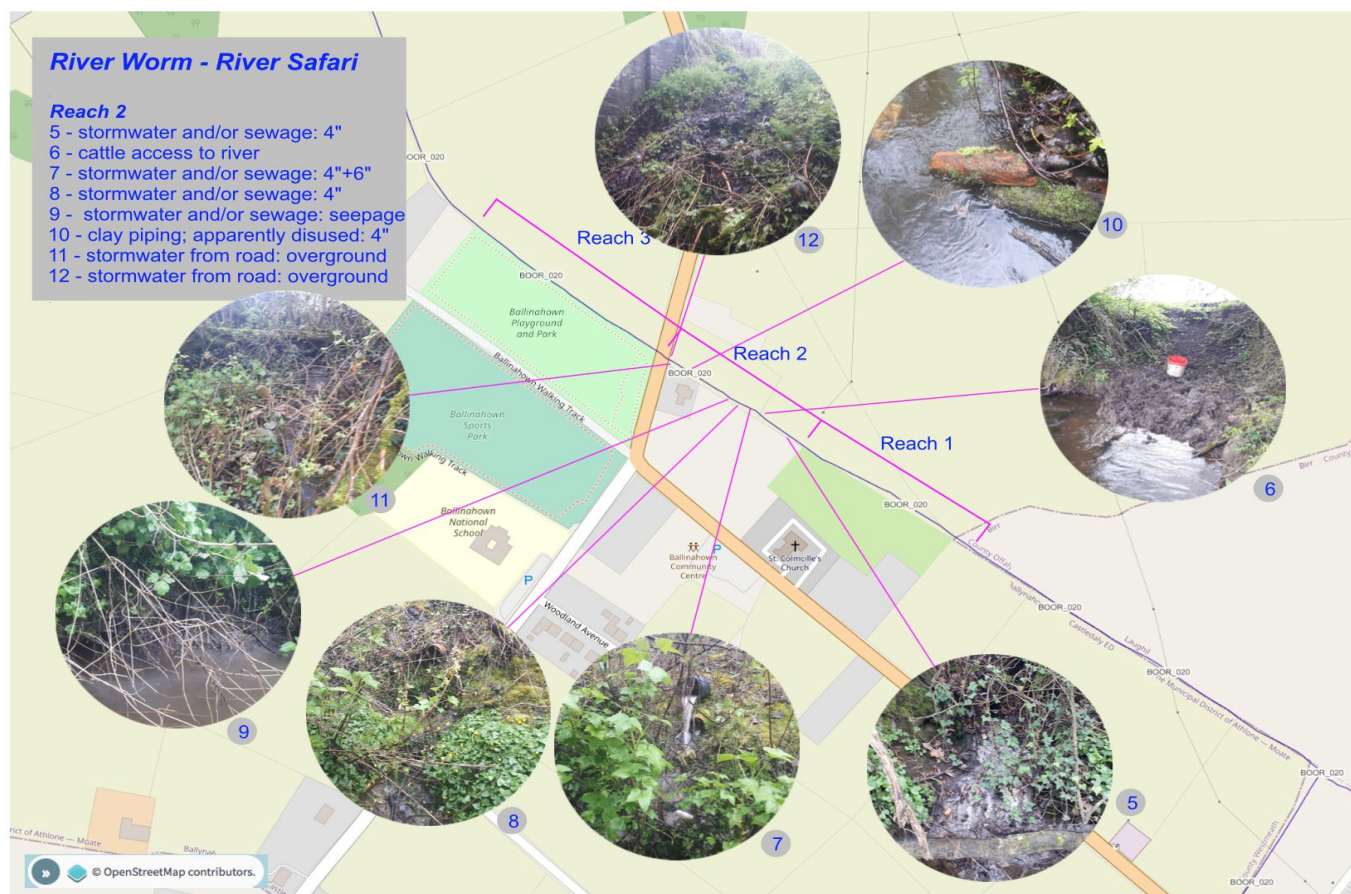 River Worm - River Safari
Reach 2
5 - stormwater and/or sewage: 4"
6 - cattle access to river
7 - stormwater and/or sewage: 4"+6"
8 - stormwater and/or sewage: 4"
9 - stormwater and/or sewage: seepage
10 - clay piping; apparently disused: 4"
11 - stormwater from road: overground
12 - stormwater from road: overground
BOOR_020
12
10
Reach 3
BOOR_020
Ballinahown
Playground
and Park
Reach 2
BOOR_020
Ballinahown Walking Track
Ballinahown
Sports
Park
Reach 1
own Walking Track
11
6
Birr County
BOOR_020
Birr
County Offaly
Ballinahown
National
School
Ballinahown
Community
Centre
P
St. Colmcille's
Church
P
Woodland Avenue
BOOR_020
Castledaly ED
Laughil
BOOR_020
he Municipal District of Athlone — Moate
BOOR_020
9
8
7
5
County Westmeath
BOOR_020
rict of Athlone — Moate
» © OpenStreetMap contributors.